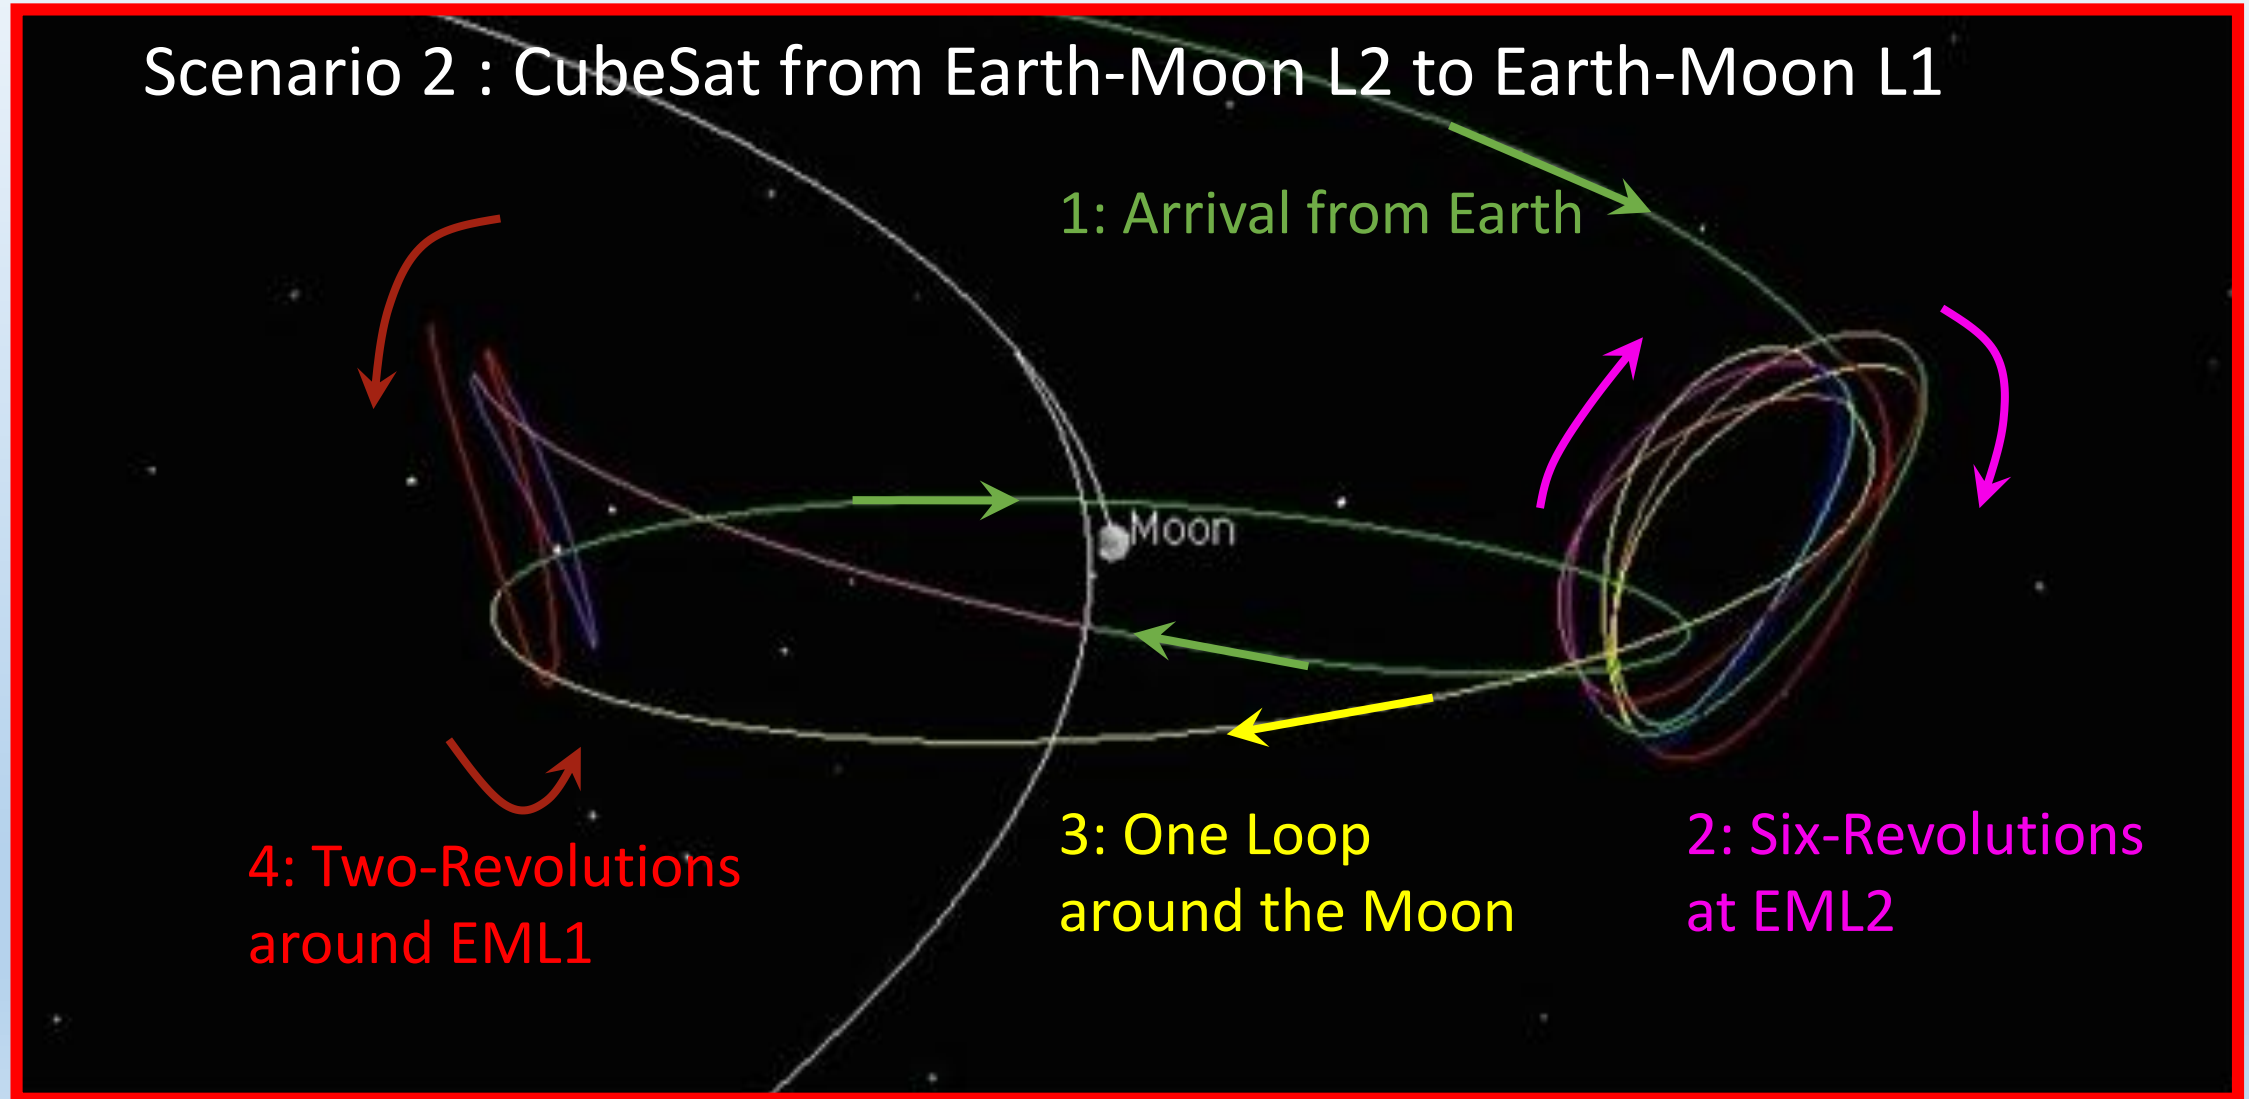 Scenario 2 : CubeSat from Earth-Moon L2 to Earth-Moon L1
1: Arrival from Earth
Moon
3: One Loop
around the Moon
2: Six-Revolutions
at EML2
4: Two-Revolutions
around EML1